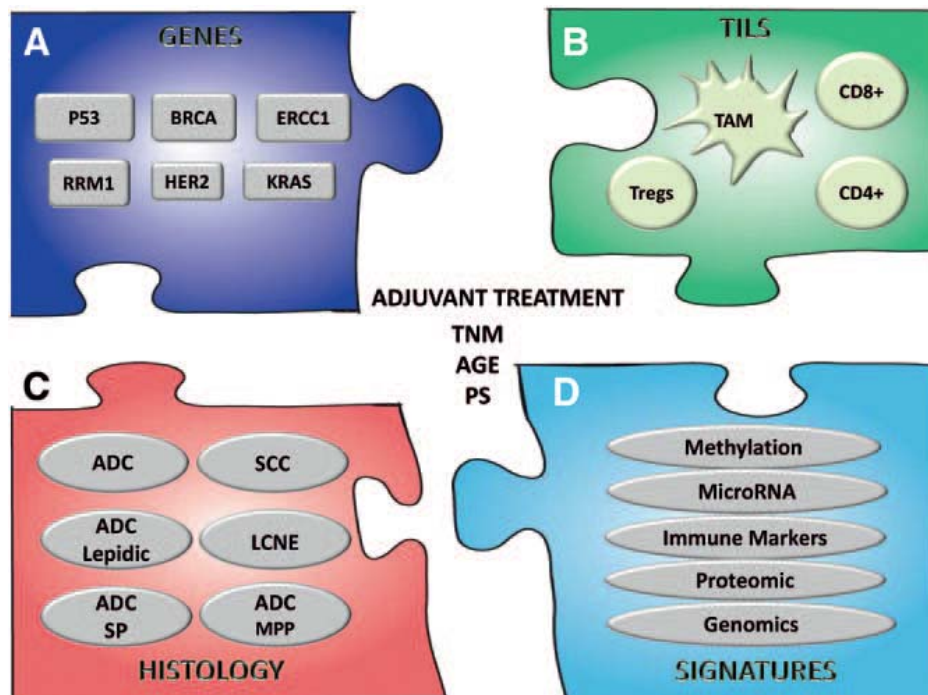 A
GENES
P53
BRCA
ERCC1
RRM1
HER2
KRAS
B
TILS
TAM
CD8+
Tregs
CD4+
ADJUVANT TREATMENT
TNM
AGE
PS
C
ADC
SCC
ADC
Lepidic
LCNE
ADC
SP
ADC
MPP
HISTOLOGY
D
Methylation
MicroRNA
Immune Markers
Proteomic
Genomics
SIGNATURES